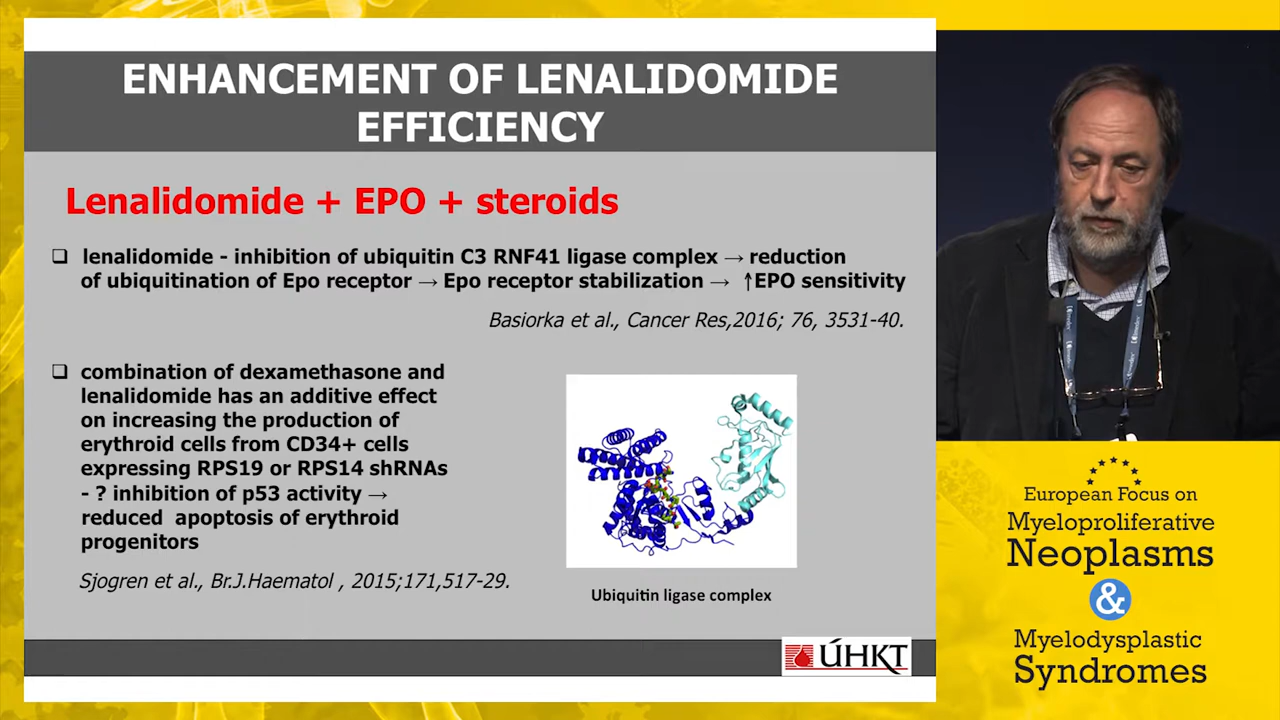 ENHANCEMENT OF LENALIDOMIDE
EFFICIENCY
Lenalidomide + EPO + steroids
❑ lenalidomide - inhibition of ubiquitin C3 RNF41 ligase complex → reduction
of ubiquitination of Epo receptor → Epo receptor stabilization → ↑EPO sensitivity
Basiorka et al., Cancer Res,2016; 76, 3531-40.
❑ combination of dexamethasone and
lenalidomide has an additive effect
on increasing the production of
erythroid cells from CD34+ cells
expressing RPS19 or RPS14 shRNAs
- ? inhibition of p53 activity →
reduced apoptosis of erythroid
progenitors
Sjogren et al., Br.J.Haematol , 2015;171,517-29.
Ubiquitin ligase complex
ÚHKT
European Focus on
Myeloproliferative
Neoplasms
&
Myelodysplastic
Syndromes